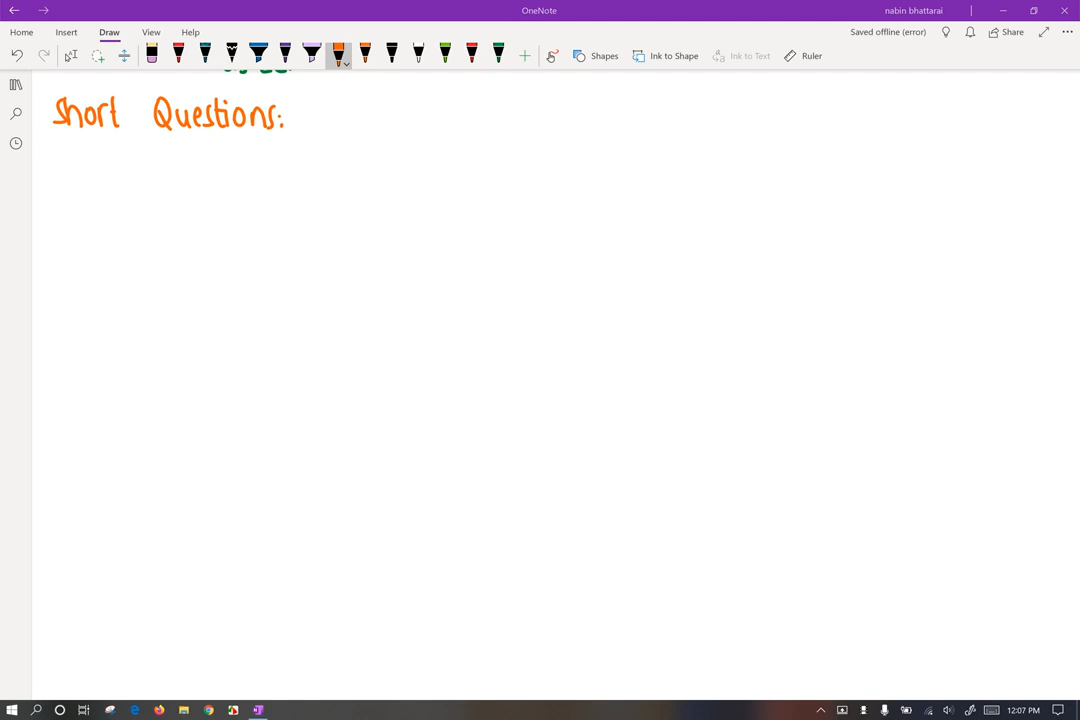 OneNote
nabin bhattarai
Home Insert Draw View Help
Saved offline (error)
Share
Shapes Ink to Shape Ink to Text Ruler
Short Questions:
12:07 PM